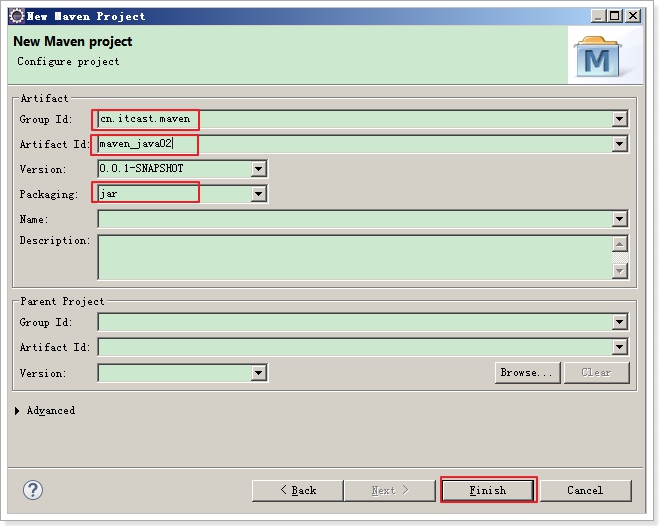 New Maven Project
New Maven project
Configure project
M
Artifact
Group Id: cn.itcast.maven
Artifact Id: maven_java02
Version: 0.0.1-SNAPSHOT
Packaging: jar
Name:
Description:
Parent Project
Group Id:
Artifact Id:
Version:
Browse... Clear
Advanced
? < Back Next > Finish Cancel